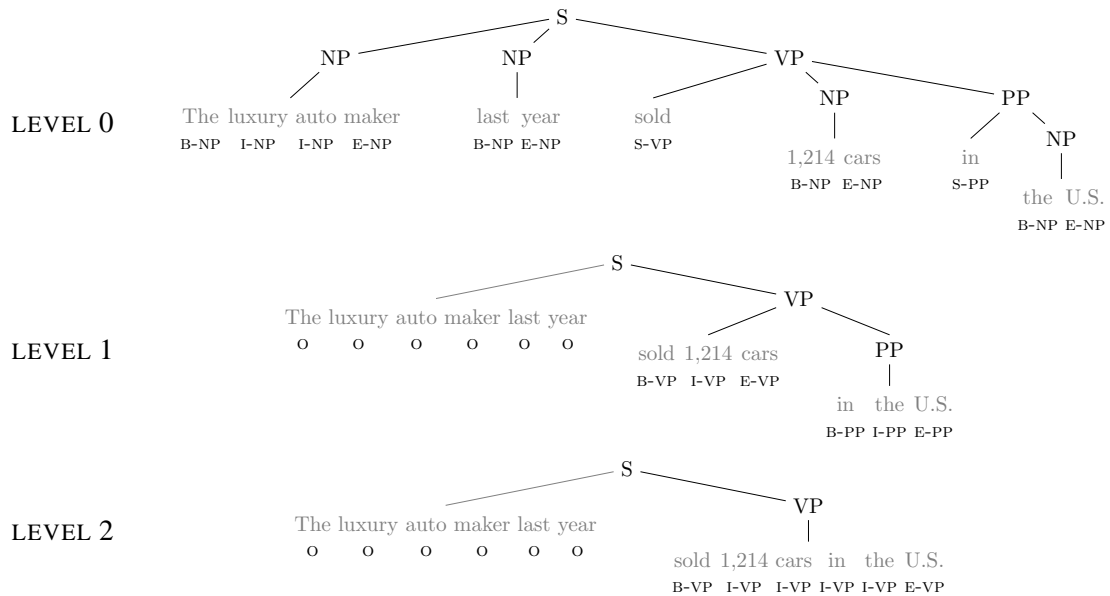 S
NP NP VP
NP PP
LEVEL 0 The luxury auto maker last year sold
B-NP I-NP I-NP E-NP B-NP E-NP S-VP NP
1,214 cars in
B-NP E-NP S-PP
the U.S.
B-NP E-NP
S
VP
The luxury auto maker last year
LEVEL 1 O O O O O O sold 1,214 cars PP
B-VP I-VP E-VP
in the U.S.
B-PP I-PP E-PP
S
VP
The luxury auto maker last year
LEVEL 2
O O O O O O sold 1,214 cars in the U.S.
B-VP I-VP I-VP I-VP I-VP E-VP